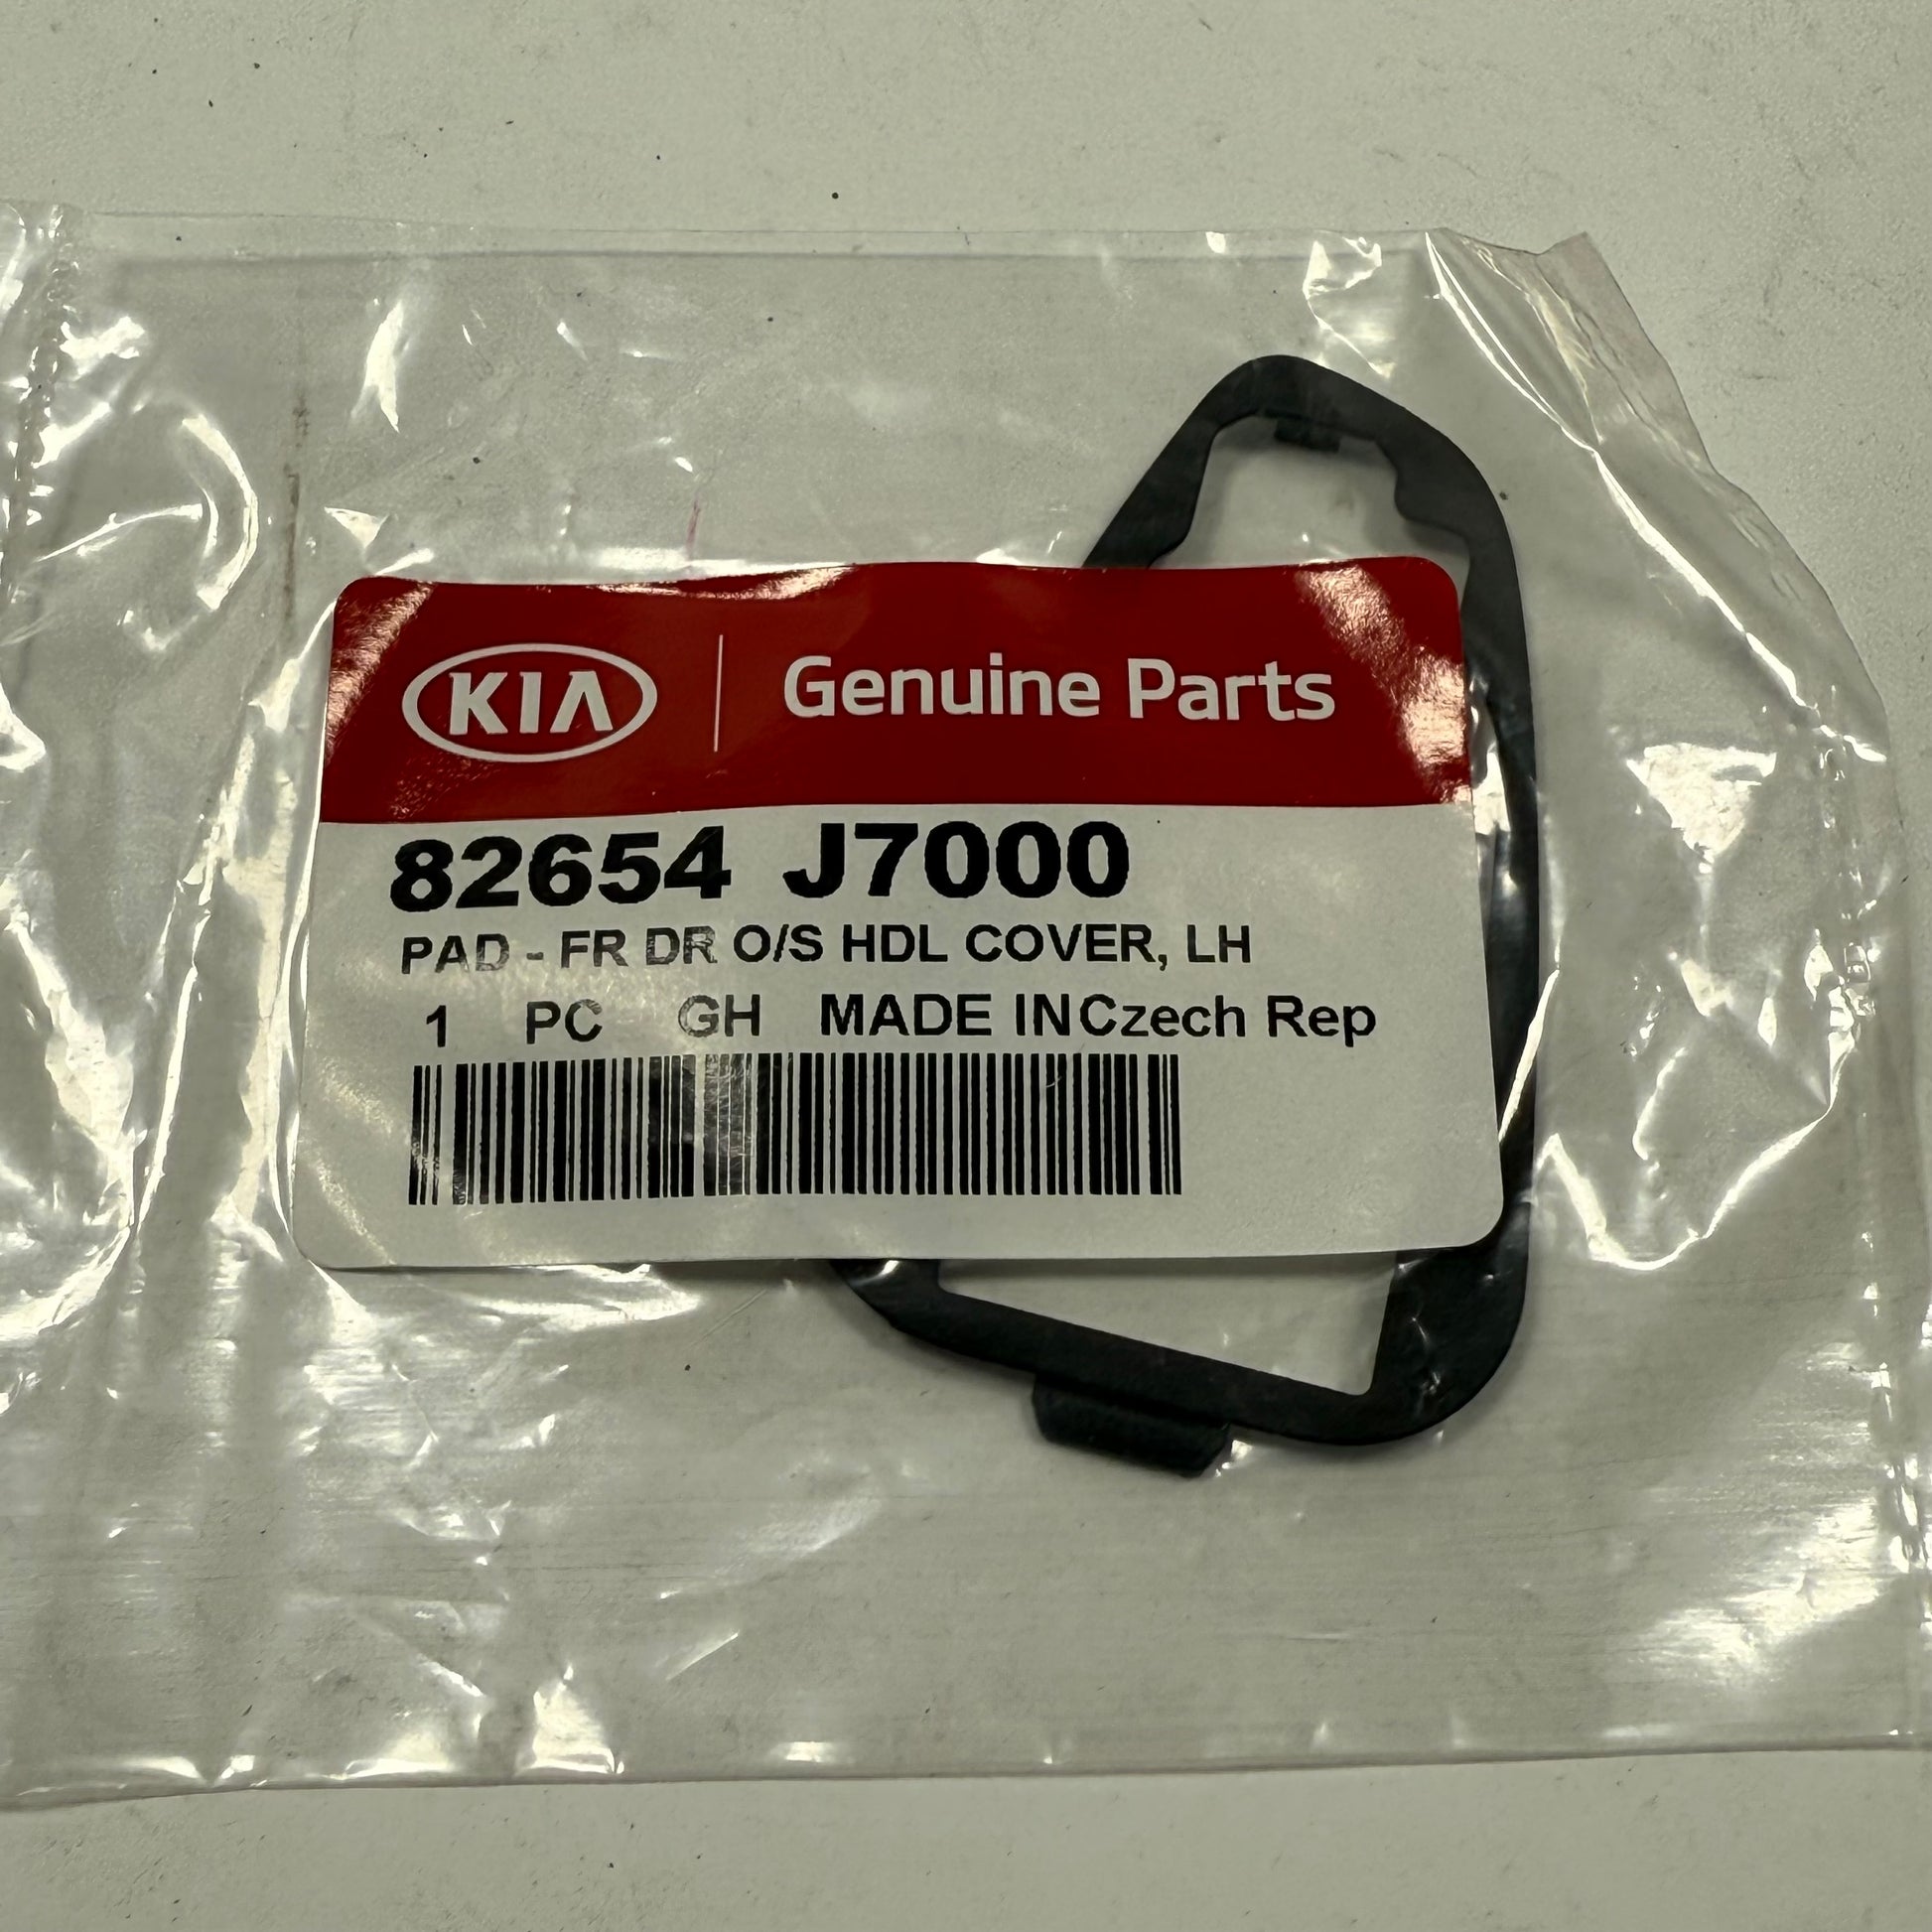 KIA Genuine Parts
82654 J7000
PAD - FR DR O/S HDL COVER, LH
1 PC GH MADE INCzech Rep